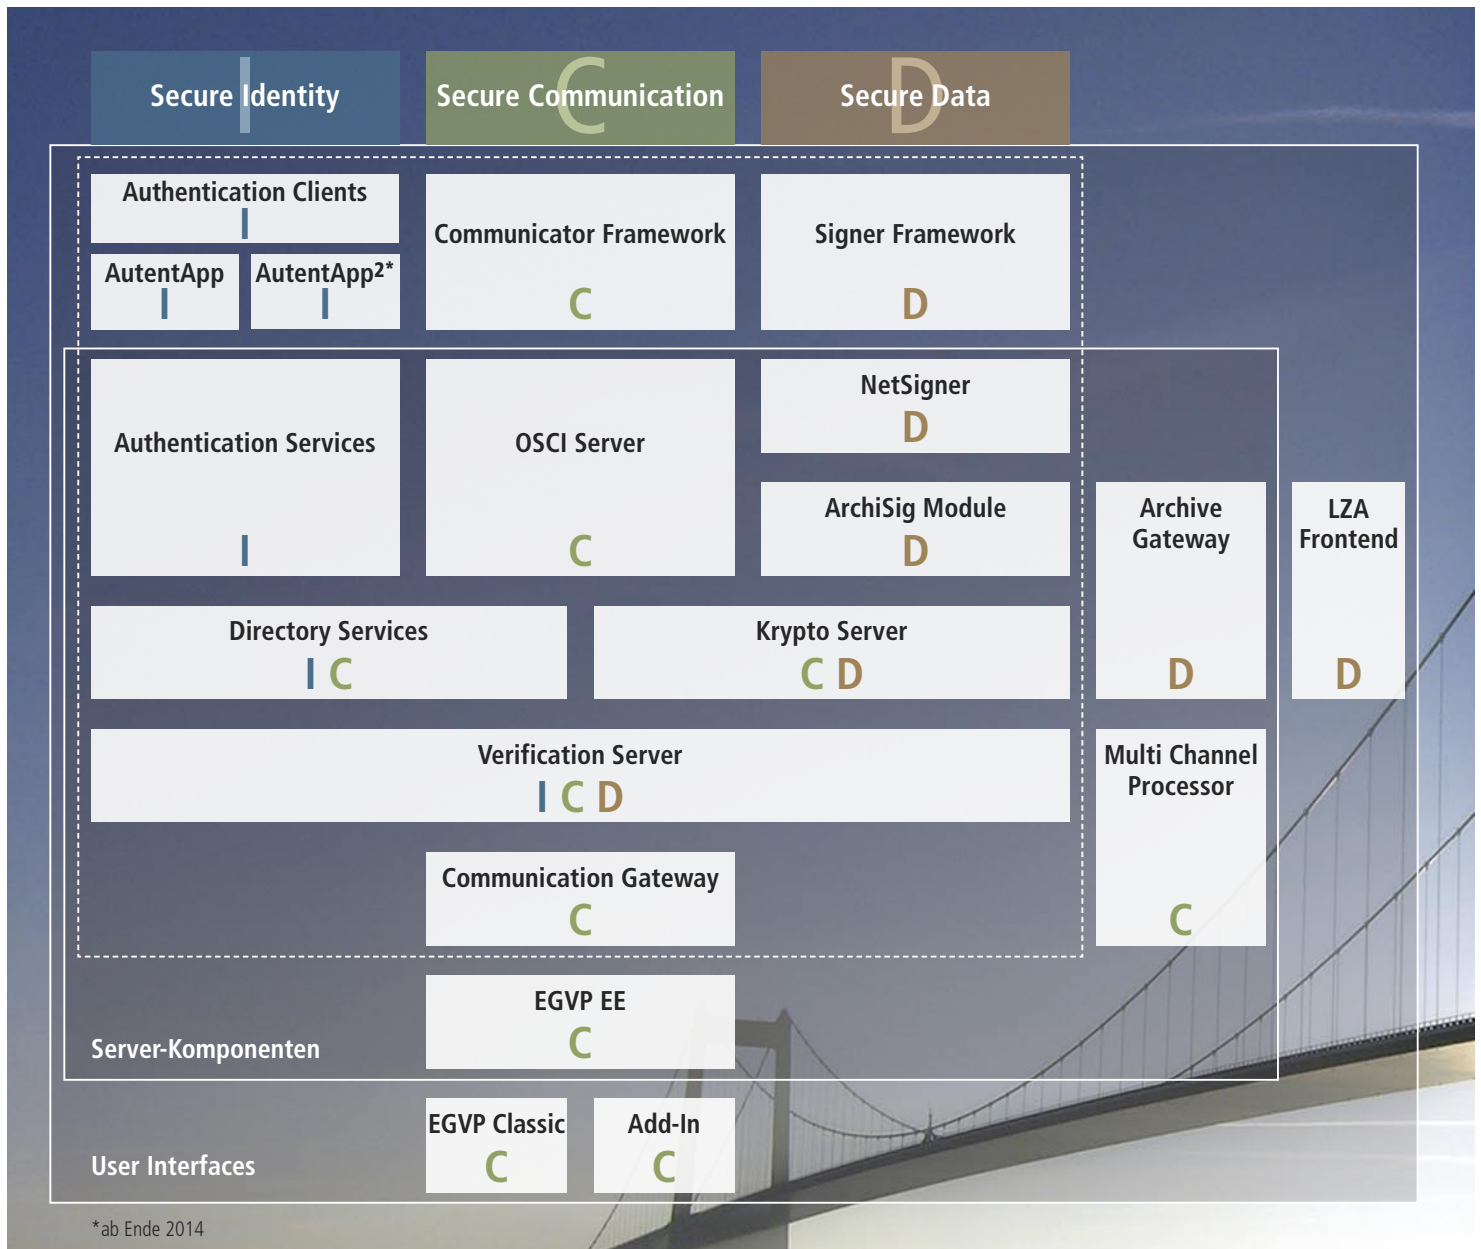 Secure Identity
I
Secure Communication
C
Secure Data
D
Authentication Clients
I
AutentApp
I
AutentApp2*
I
Communicator Framework
C
Signer Framework
D
Authentication Services
I
OSCI Server
C
NetSigner
D
ArchiSig Module
D
Archive
Gateway
D
LZA
Frontend
D
Directory Services
I C
Krypto Server
C D
Verification Server
I C D
Multi Channel
Processor
C
Communication Gateway
C
EGVP EE
C
Server-Komponenten
EGVP Classic
C
Add-In
C
User Interfaces
*ab Ende 2014